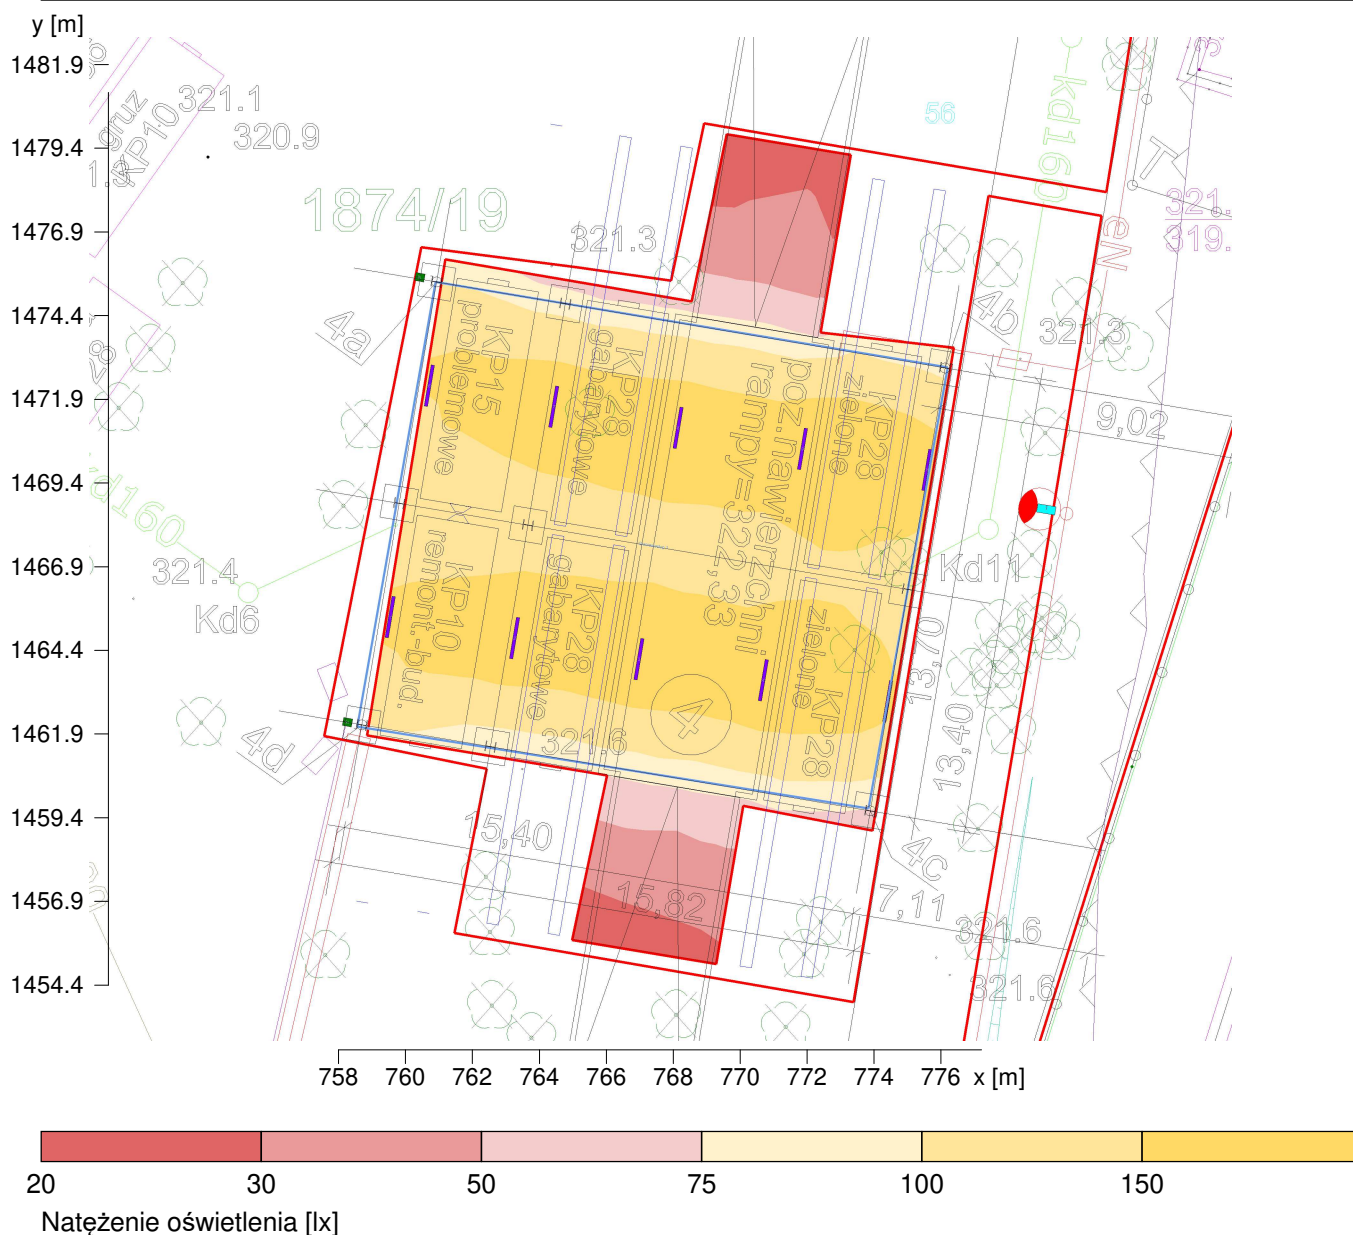 y [m]
1481.9
1479.4
1476.9
1474.4
1471.9
1469.4
1466.9
1464.4
1461.9
1459.4
1456.9
1454.4
gruz
KP10
321.1
320.9
1874/19
321.3
56
kd160
eN
321.
319.
4a
4b
321.3
9,02
KP15
problemowe
KP28
gabarytowe
poz.nawierzchni
rampy=322,33
KP28
zielone
321.4
Kd6
Kd11
KP10
remont.-bud.
KP28
gabarytowe
KP28
zielone
4
321.6
13,70
13,40
4d
4c
15,40
15,82
7,11
321.6
321.6
758 760 762 764 766 768 770 772 774 776 x [m]
20 30 50 75 100 150
Natężenie oświetlenia [lx]